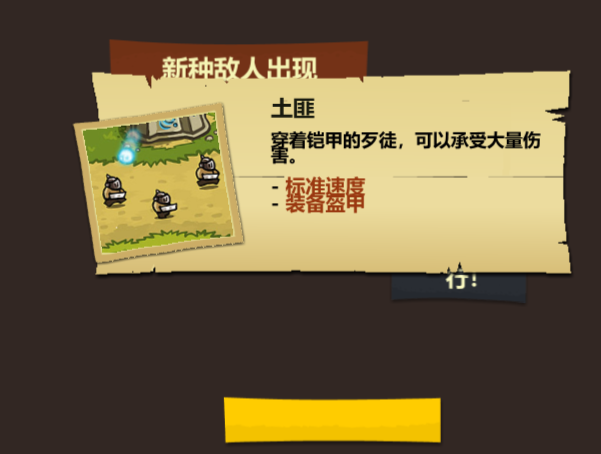 新种敌人出现
土匪
穿着铠甲的歹徒，可以承受大量伤
害。
- 标准速度
- 装备盔甲
行！